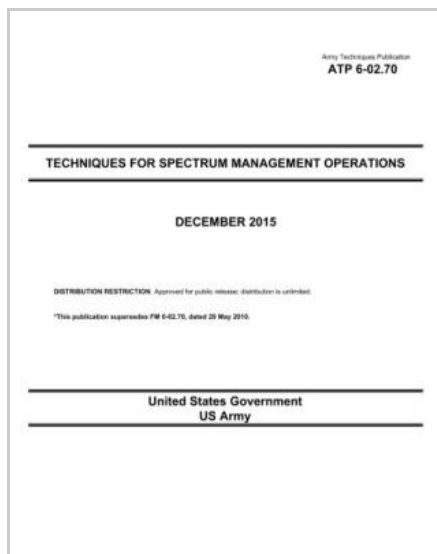 Army Techniques Publication
ATP 6-02.70
TECHNIQUES FOR SPECTRUM MANAGEMENT OPERATIONS
DECEMBER 2015
DISTRIBUTION RESTRICTION: Approved for public release; distribution is unlimited.
*This publication supersedes FM 6-02.70, dated 20 May 2010.
United States Government
US Army